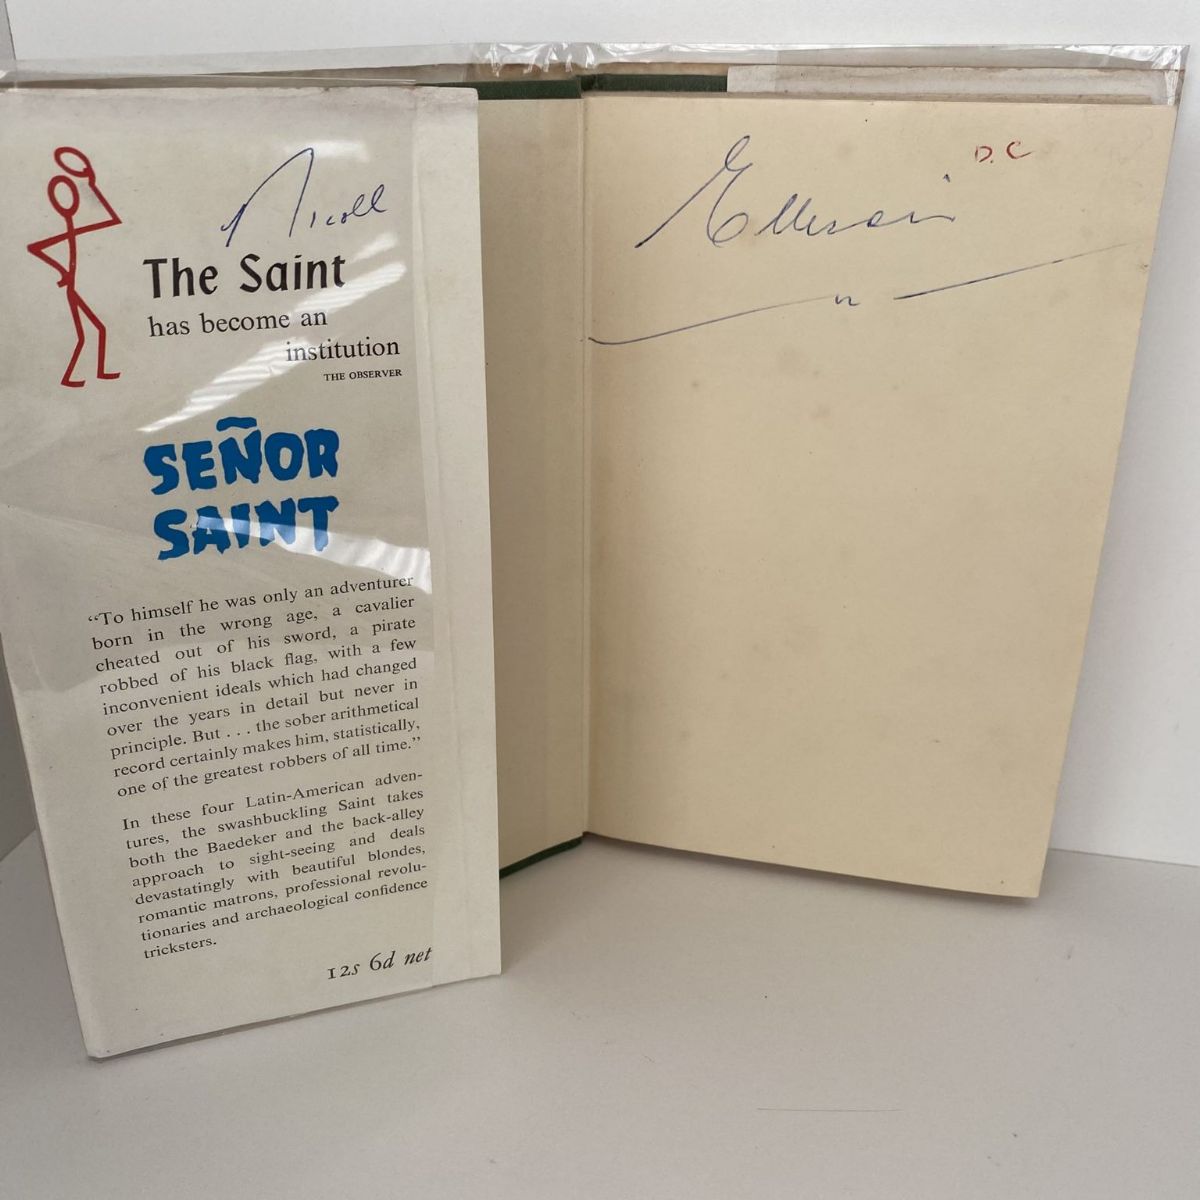 Nicoll
The Saint
has become an
institution
THE OBSERVER
SEÑOR
SAINT
“To himself he was only an adventurer
born in the wrong age, a cavalier
cheated out of his sword, a pirate
robbed of his black flag, with a few
inconvenient ideals which had changed
over the years in detail but never in
principle. But . . . the sober arithmetical
record certainly makes him, statistically,
one of the greatest robbers of all time.”
In these four Latin-American adven-
tures, the swashbuckling Saint takes
both the Baedeker and the back-alley
approach to sight-seeing and deals
devastatingly with beautiful blondes,
romantic matrons, professional revolu-
tionaries and archaeological confidence
tricksters.
12s 6d net
D.C